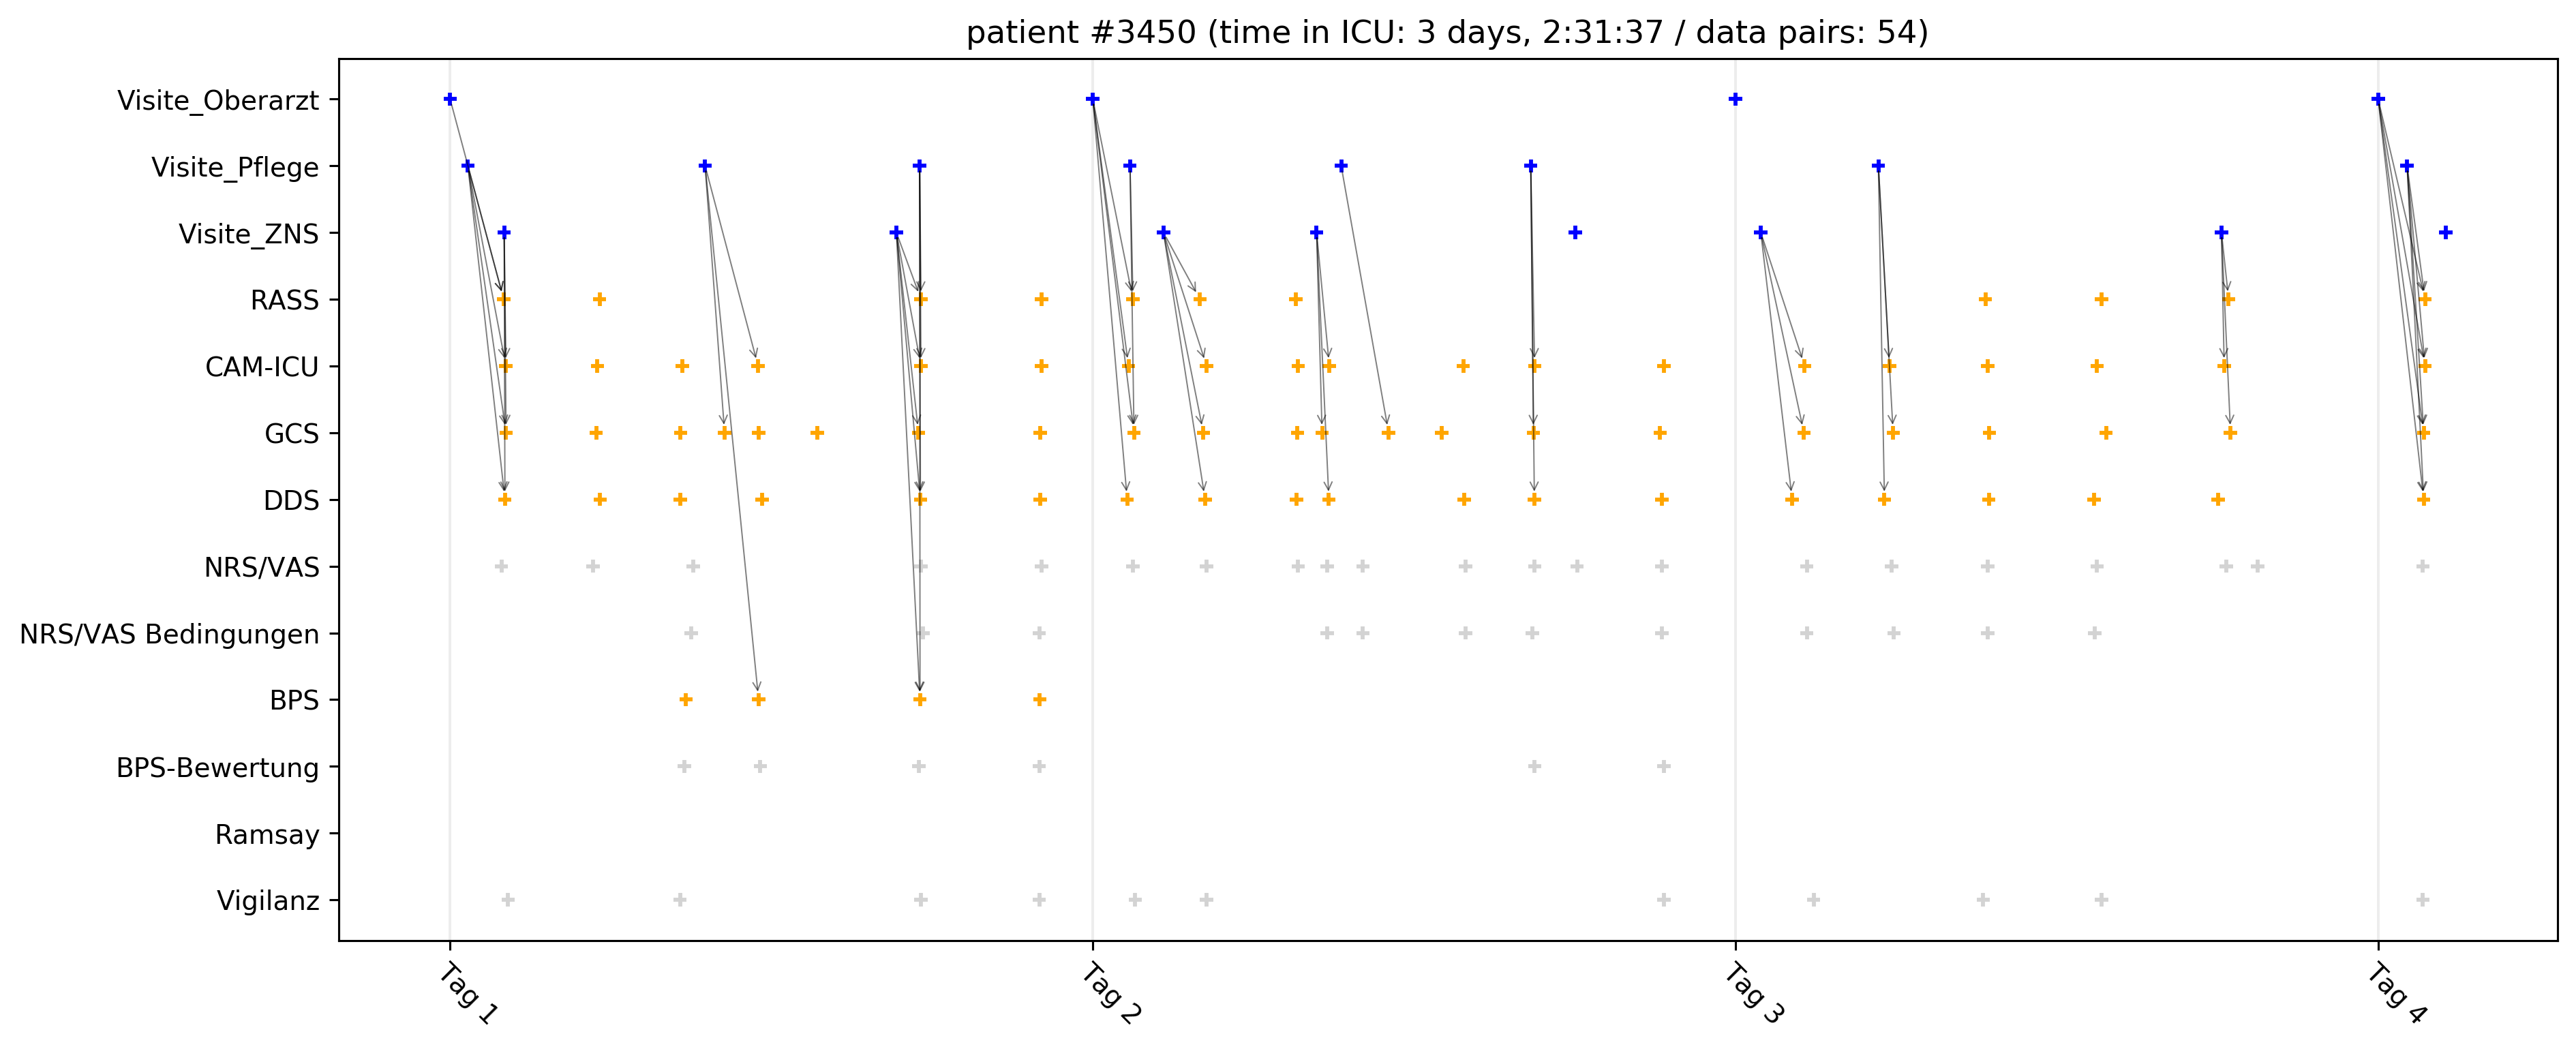 patient #3450 (time in ICU: 3 days, 2:31:37 / data pairs: 54)
Visite_Oberarzt
Visite_Pflege
Visite_ZNS
RASS
CAM-ICU
GCS
DDS
NRS/VAS
NRS/VAS Bedingungen
BPS
BPS-Bewertung
Ramsay
Vigilanz
Tag 1
Tag 2
Tag 3
Tag 4